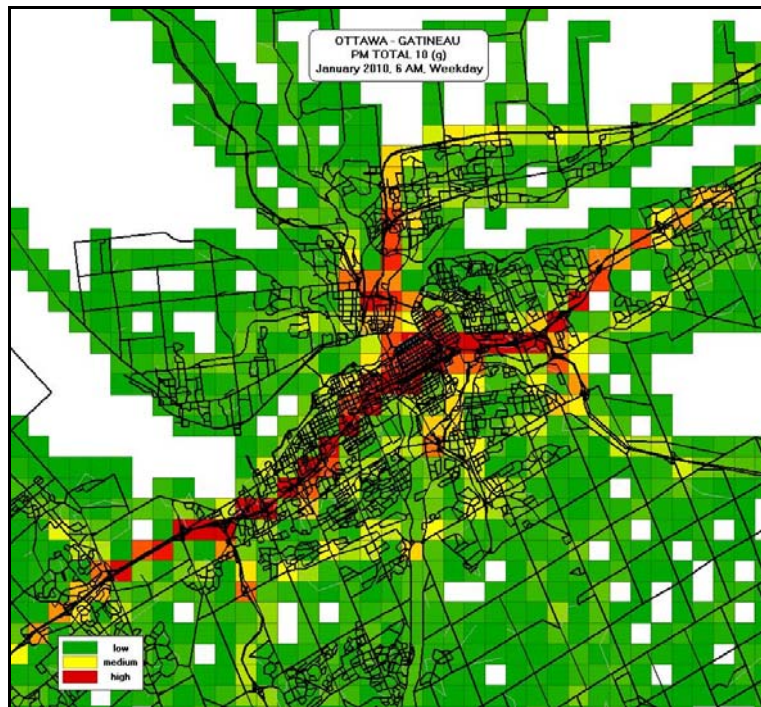 OTTAWA - GATINEAU
PM TOTAL 10 (g)
January 2010, 6 AM, Weekday
low
medium
high